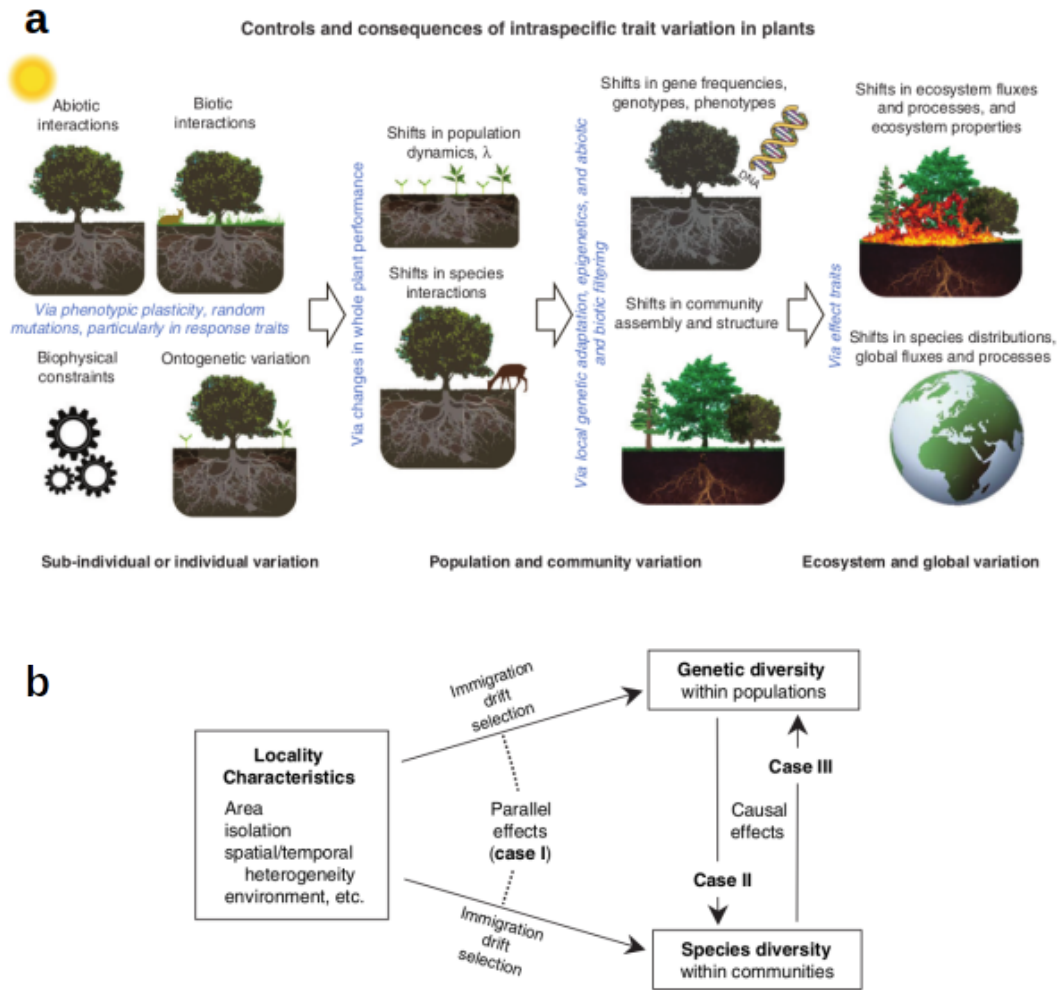 a
Controls and consequences of intraspecific trait variation in plants
Abiotic
interactions
Biotic
interactions
Via phenotypic plasticity, random
mutations, particularly in response traits
Biophysical
constraints
Ontogenetic variation
Via changes in whole plant performance
Shifts in population
dynamics, λ
Shifts in species
interactions
Via local genetic adaptation, epigenetics, and abiotic
and biotic filtering
Shifts in gene frequencies,
genotypes, phenotypes
DNA
Shifts in community
assembly and structure
Via effect traits
Shifts in ecosystem fluxes
and processes, and
ecosystem properties
Shifts in species distributions,
global fluxes and processes
Sub-individual or individual variation
Population and community variation
Ecosystem and global variation
b
Locality
Characteristics
Area
isolation
spatial/temporal
heterogeneity
environment, etc.
Immigration
drift
selection
Parallel
effects
(case I)
Immigration
drift
selection
Genetic diversity
within populations
Case III
Causal
effects
Case II
Species diversity
within communities